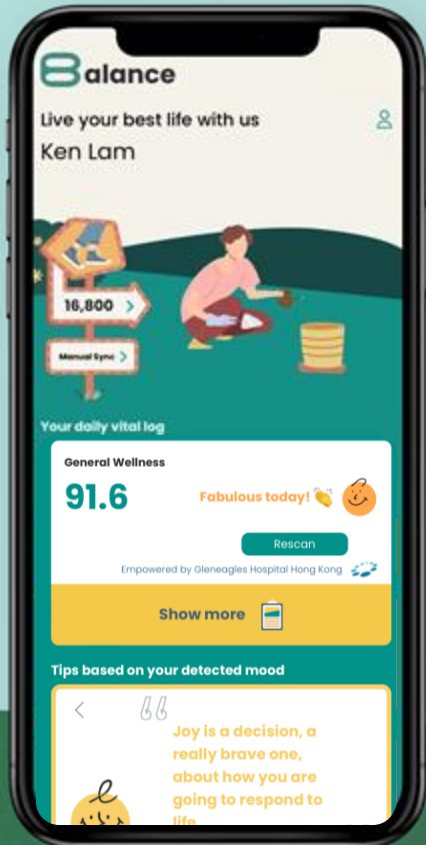 Balance
Live your best life with us
Ken Lam
16,800 >
Manual Sync >
Your daily vital log
General Wellness
91.6
Fabulous today!
Rescan
Empowered by Gleneagles Hospital Hong Kong
Show more
Tips based on your detected mood
Joy is a decision, a
really brave one,
about how you are
going to respond to
life